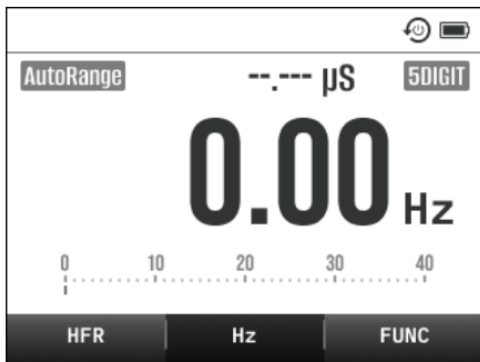 AutoRange --.--- µS 5DIGIT
0.00 Hz
0 10 20 30 40
HFR Hz FUNC